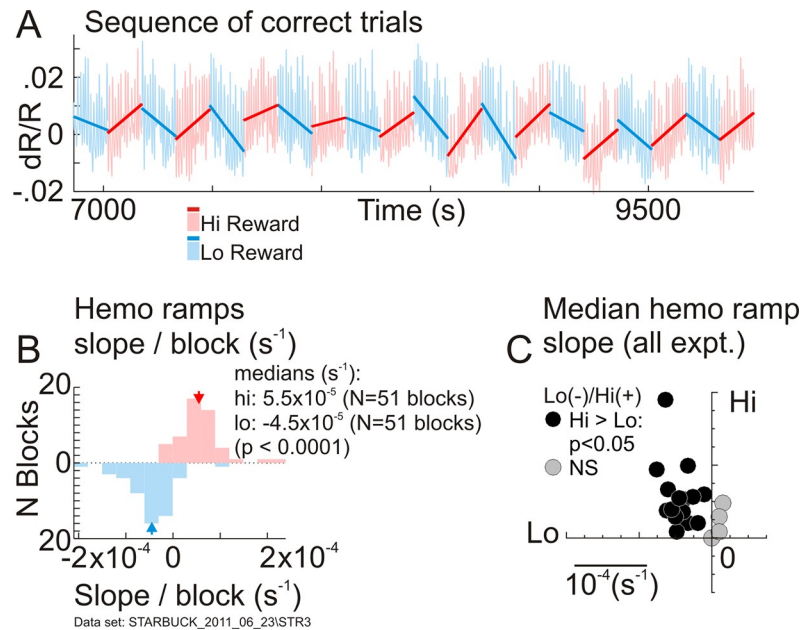 A
Sequence of correct trials
.02
0
-.02
dR/R
7000
Time (s)
9500
Hi Reward
Lo Reward
Hemo ramps
slope / block (s⁻¹)
B
medians (s⁻¹):
hi: 5.5x10⁻⁵ (N=51 blocks)
lo: -4.5x10⁻⁵ (N=51 blocks)
(p < 0.0001)
20
0
20
N Blocks
-2x10⁻⁴
0
2x10⁻⁴
Slope / block (s⁻¹)
Data set: STARBUCK_2011_06_23\STR3
Median hemo ramp
slope (all expt.)
C
Lo(-)/Hi(+)
Hi > Lo:
p<0.05
NS
Hi
Lo
0
10⁻⁴(s⁻¹)